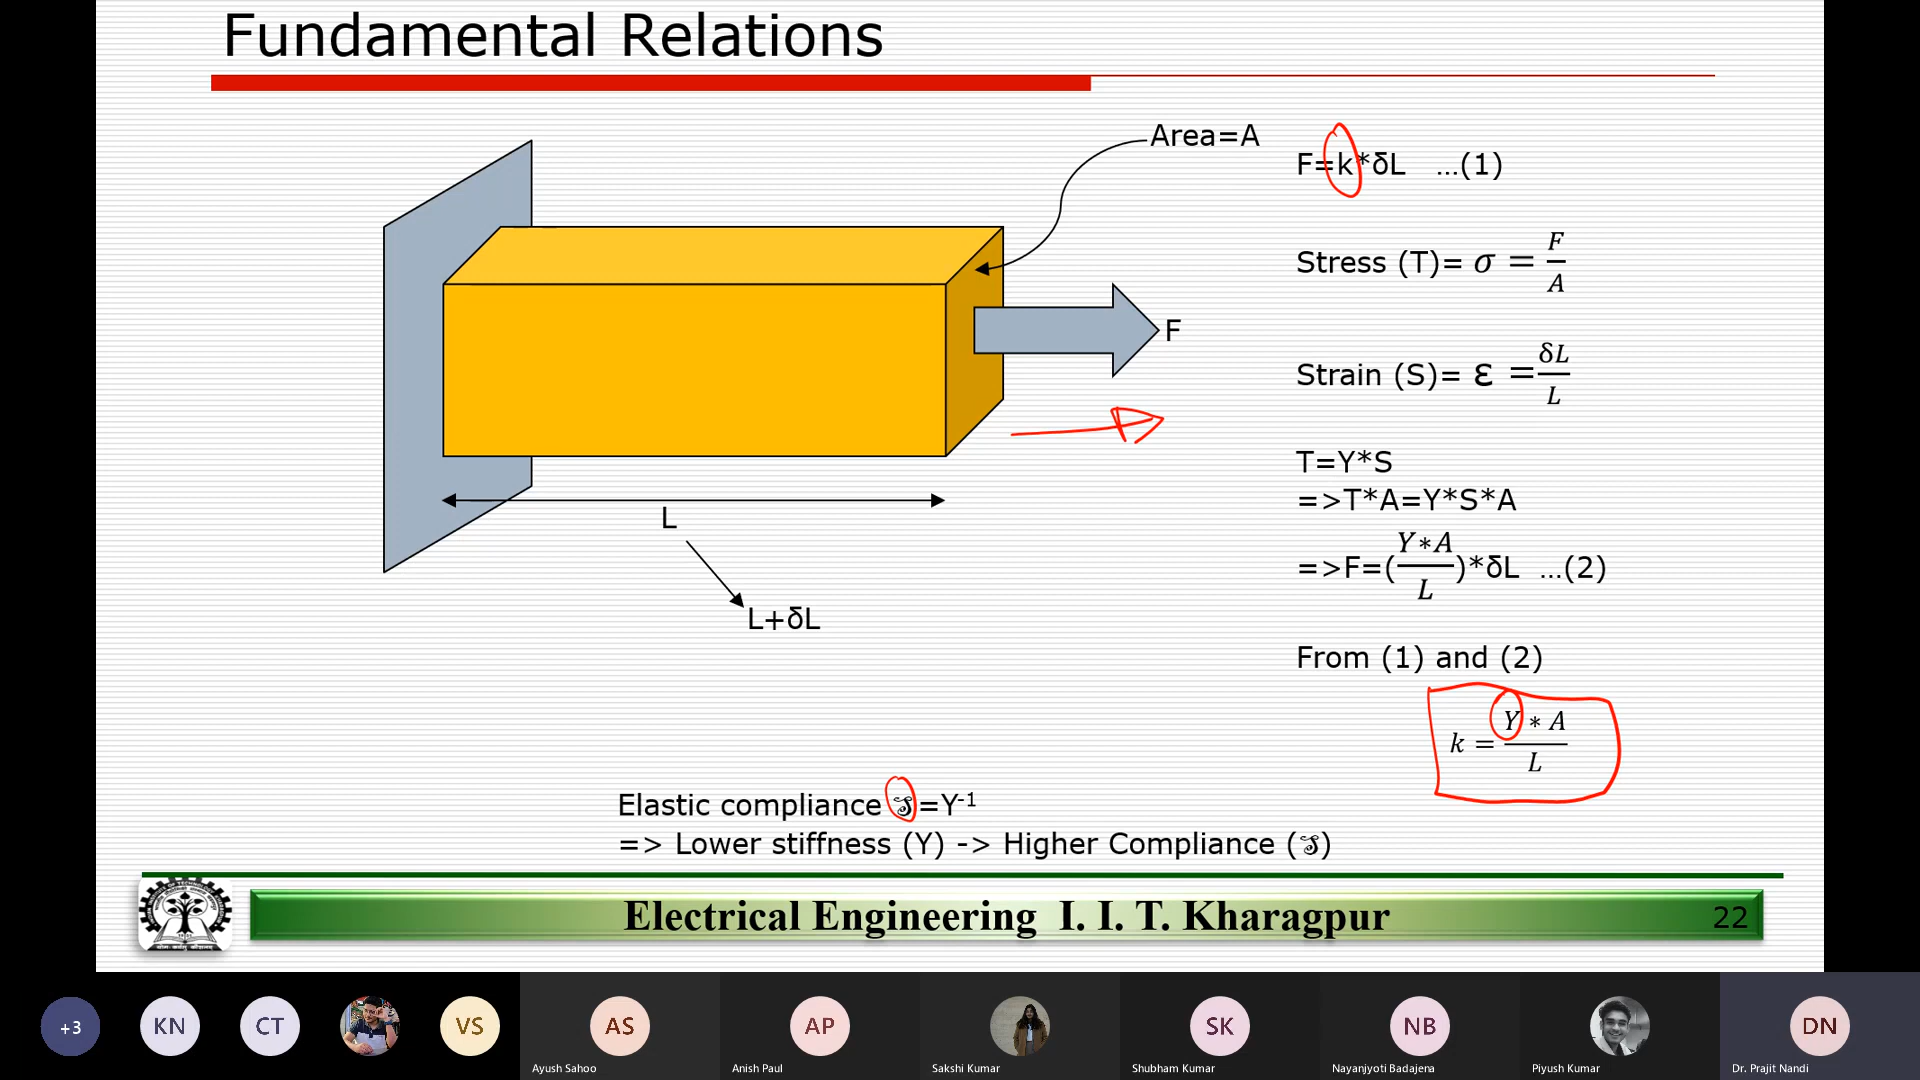 Fundamental Relations
Area=A
F
L
L+δL
F=k*δL ...(1)
Stress (T)= σ = F/A
Strain (S)= ε = δL/L
T=Y*S
=>T*A=Y*S*A
=>F=(Y∗A/L)*δL ...(2)
From (1) and (2)
k = Y ∗ A / L
Elastic compliance 𝒮=Y⁻¹
=> Lower stiffness (Y) -> Higher Compliance (𝒮)
Electrical Engineering I. I. T. Kharagpur
22
+3
KN
CT
VS
AS
AP
SK
NB
DN
Ayush Sahoo
Anish Paul
Sakshi Kumar
Shubham Kumar
Nayanjyoti Badajena
Piyush Kumar
Dr. Prajit Nandi